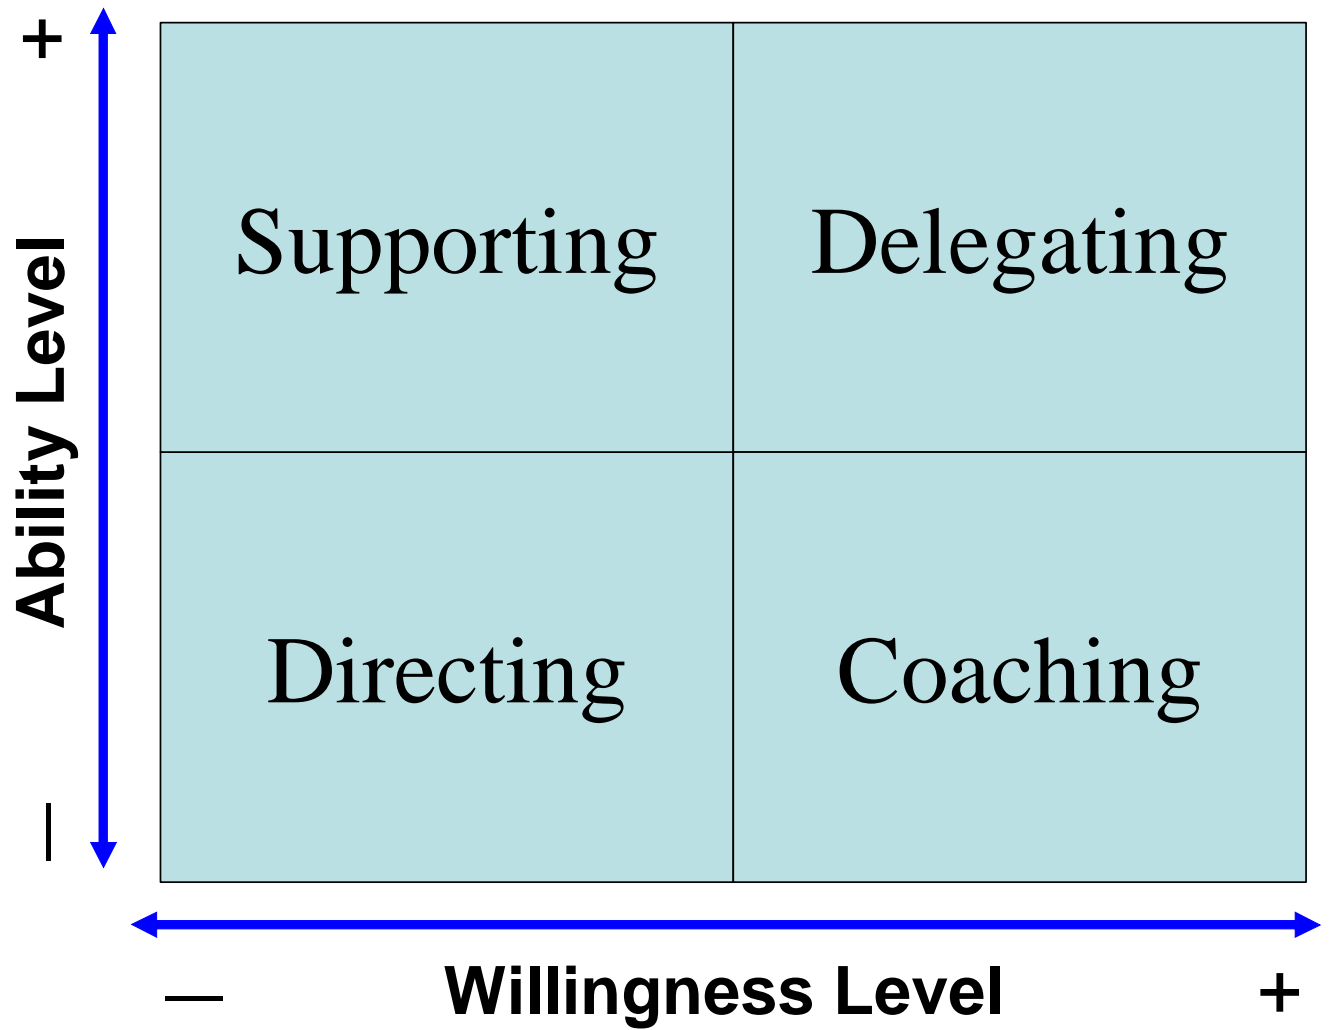 +
Ability Level
—
Supporting
Delegating
Directing
Coaching
—
Willingness Level
+